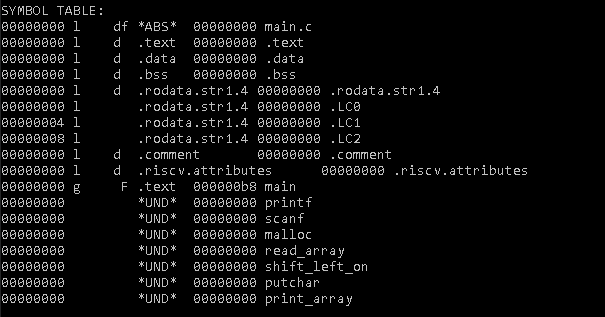 SYMBOL TABLE:
00000000 l    df *ABS*  00000000 main.c
00000000 l    d  .text  00000000 .text
00000000 l    d  .data  00000000 .data
00000000 l    d  .bss   00000000 .bss
00000000 l    d  .rodata.str1.4 00000000 .rodata.str1.4
00000000 l       .rodata.str1.4 00000000 .LC0
00000004 l       .rodata.str1.4 00000000 .LC1
00000008 l       .rodata.str1.4 00000000 .LC2
00000000 l    d  .comment       00000000 .comment
00000000 l    d  .riscv.attributes      00000000 .riscv.attributes
00000000 g     F .text  000000b8 main
00000000         *UND*  00000000 printf
00000000         *UND*  00000000 scanf
00000000         *UND*  00000000 malloc
00000000         *UND*  00000000 read_array
00000000         *UND*  00000000 shift_left_on
00000000         *UND*  00000000 putchar
00000000         *UND*  00000000 print_array